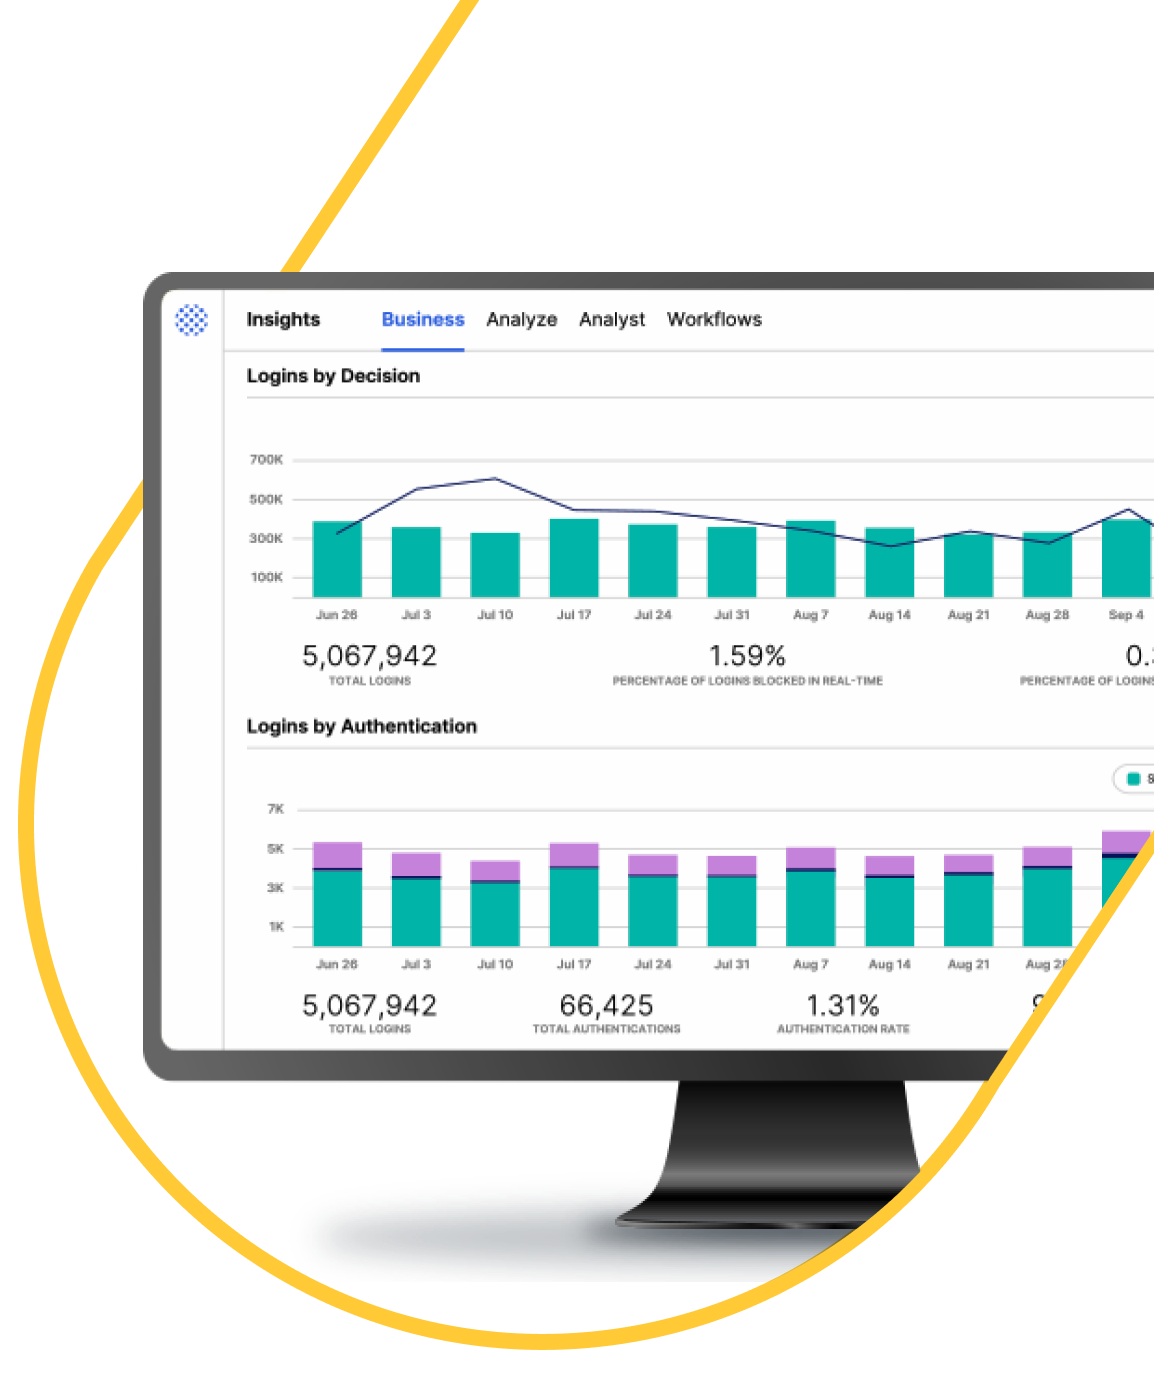 Insights Business Analyze Analyst Workflows
Logins by Decision
700K
500K
300K
100K
Jun 26 Jul 3 Jul 10 Jul 17 Jul 24 Jul 31 Aug 7 Aug 14 Aug 21 Aug 28 Sep 4
5,067,942 1.59% 0.
TOTAL LOGINS PERCENTAGE OF LOGINS BLOCKED IN REAL-TIME PERCENTAGE OF LOGINS
Logins by Authentication
7K
5K
3K
1K
Jun 26 Jul 3 Jul 10 Jul 17 Jul 24 Jul 31 Aug 7 Aug 14 Aug 21 Aug
5,067,942 66,425 1.31%
TOTAL LOGINS TOTAL AUTHENTICATIONS AUTHENTICATION RATE